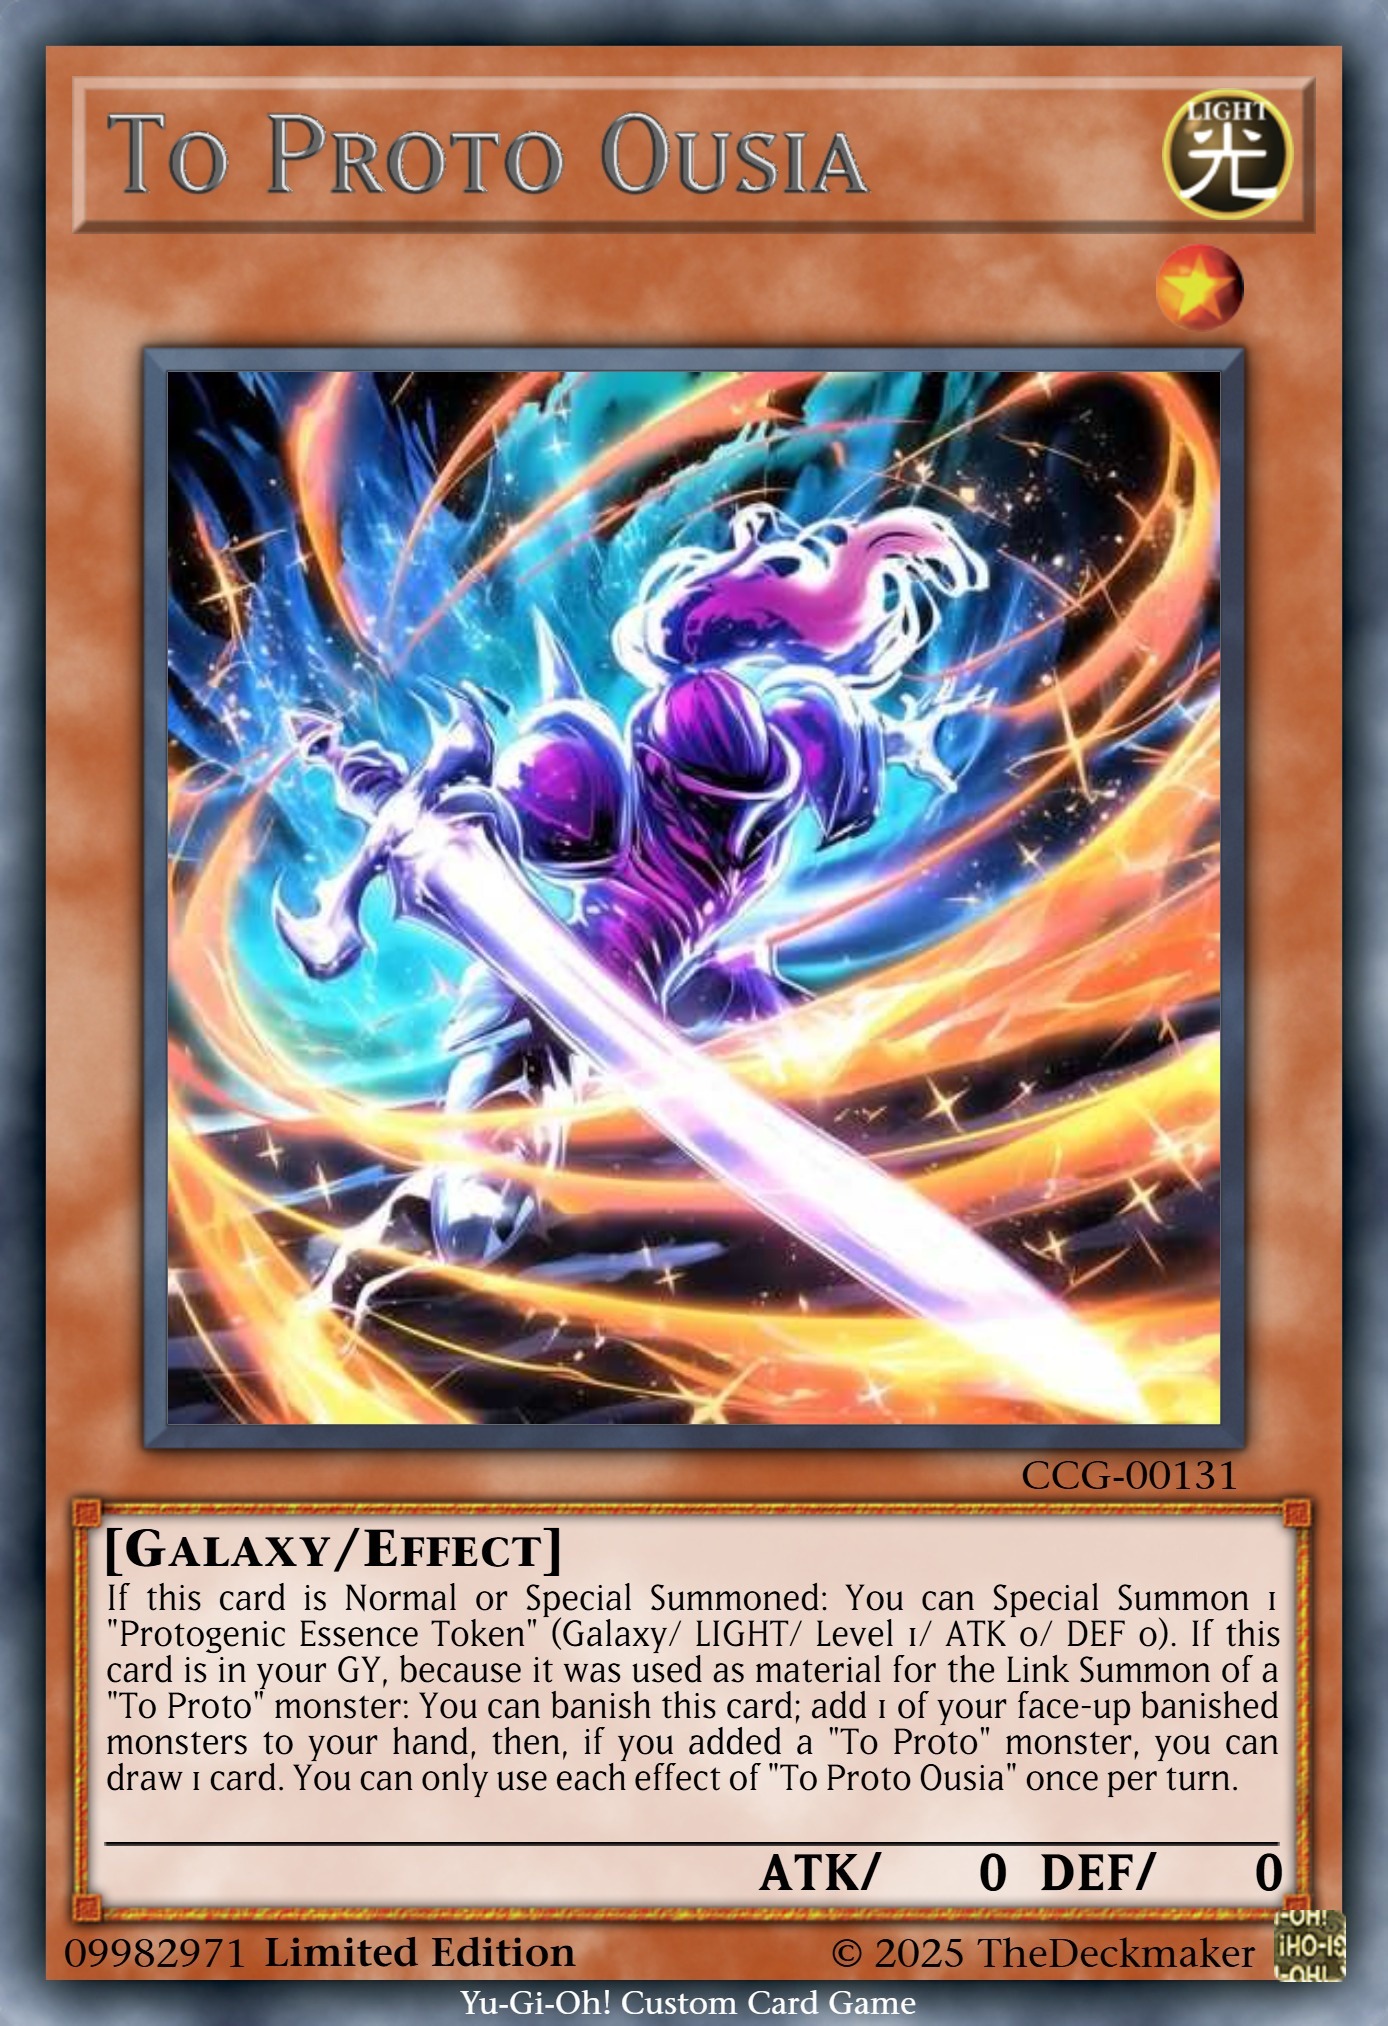 To Proto Ousia
LIGHT
光
CCG-00131
[Galaxy/Effect]
If this card is Normal or Special Summoned: You can Special Summon 1
"Protogenic Essence Token" (Galaxy/ LIGHT/ Level 1/ ATK 0/ DEF 0). If this
card is in your GY, because it was used as material for the Link Summon of a
"To Proto" monster: You can banish this card; add 1 of your face-up banished
monsters to your hand, then, if you added a "To Proto" monster, you can
draw 1 card. You can only use each effect of "To Proto Ousia" once per turn.
ATK/ 0 DEF/ 0
09982971 Limited Edition © 2025 TheDeckmaker
Yu-Gi-Oh! Custom Card Game